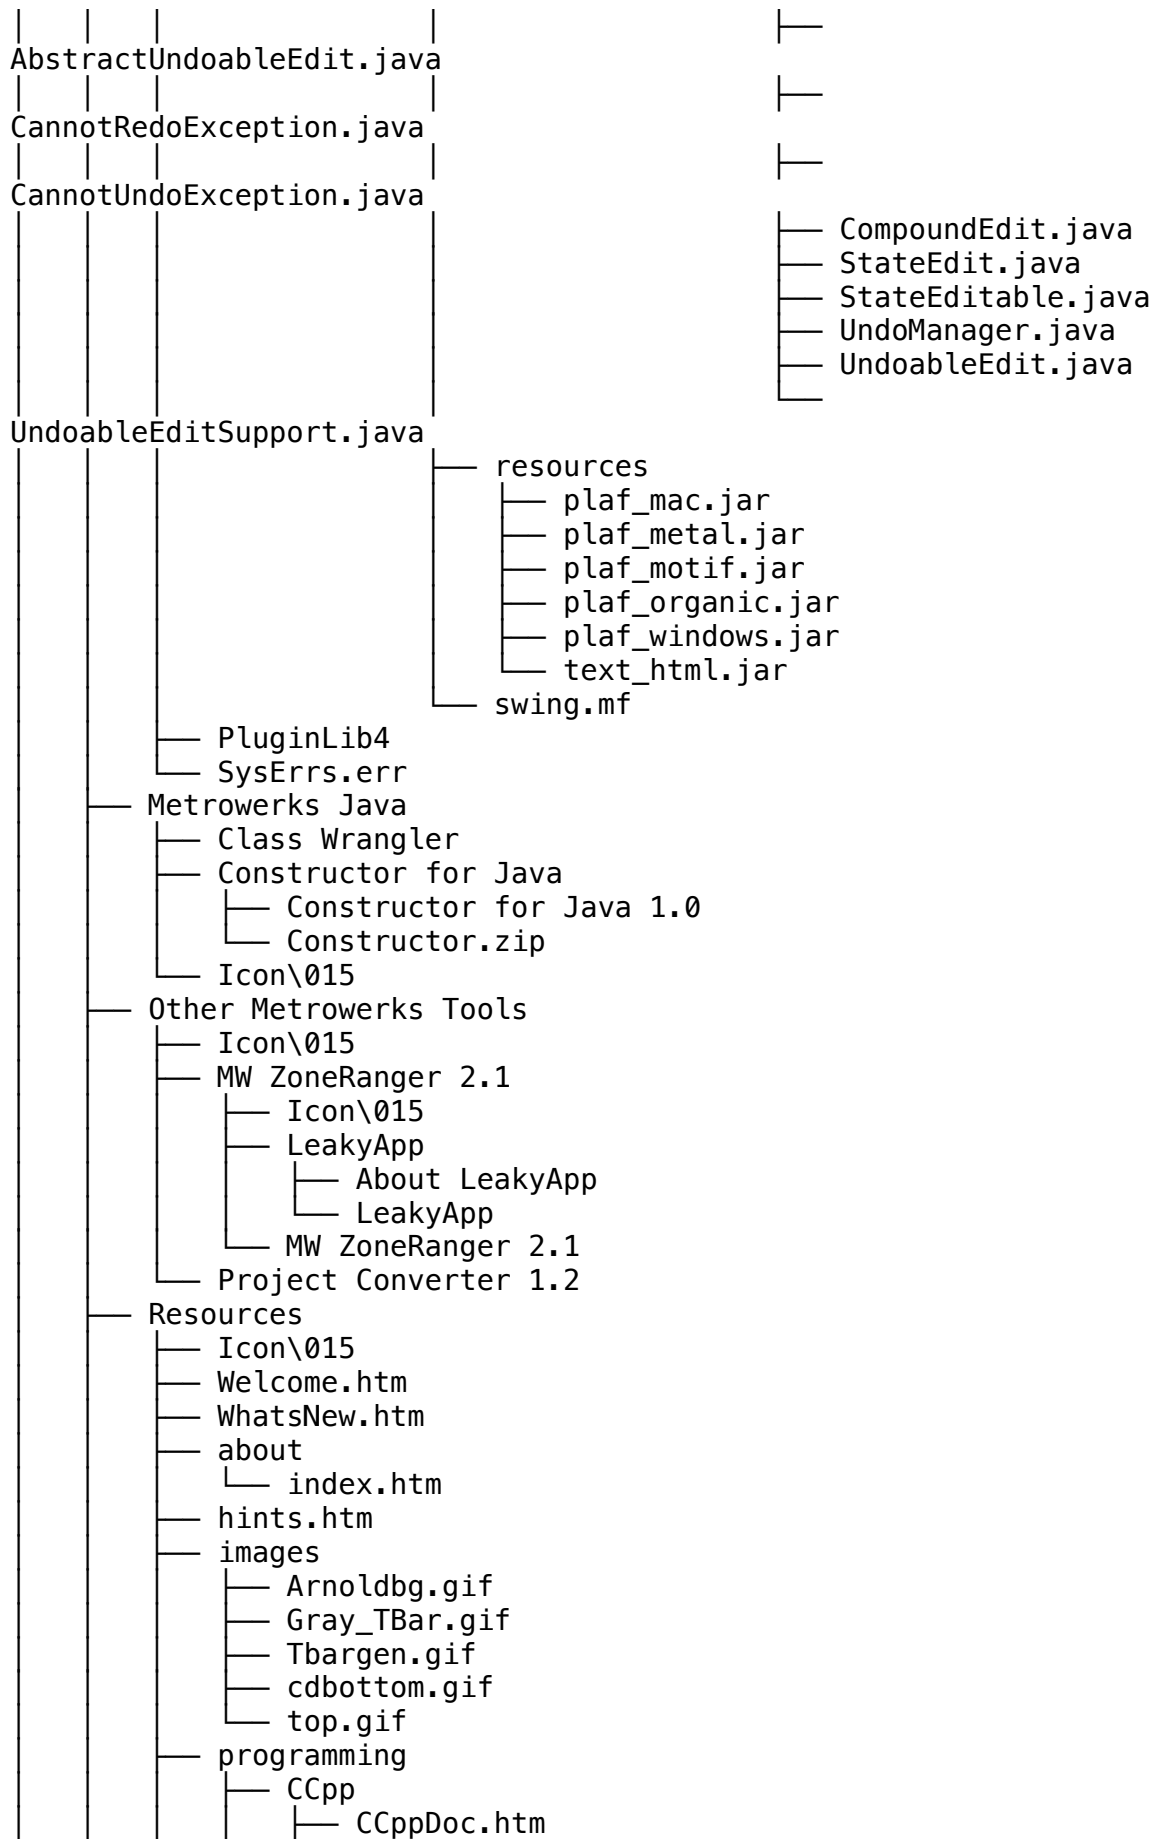 │   │   │               │                   ├──
AbstractUndoableEdit.java
│   │   │               │                   ├──
CannotRedoException.java
│   │   │               │                   ├──
CannotUndoException.java
│   │   │               │                   ├── CompoundEdit.java
│   │   │               │                   ├── StateEdit.java
│   │   │               │                   ├── StateEditable.java
│   │   │               │                   ├── UndoManager.java
│   │   │               │                   ├── UndoableEdit.java
│   │   │               │                   └──
UndoableEditSupport.java
│   │   │               ├── resources
│   │   │               │   ├── plaf_mac.jar
│   │   │               │   ├── plaf_metal.jar
│   │   │               │   ├── plaf_motif.jar
│   │   │               │   ├── plaf_organic.jar
│   │   │               │   ├── plaf_windows.jar
│   │   │               │   └── text_html.jar
│   │   │               └── swing.mf
│   │   ├── PluginLib4
│   │   └── SysErrs.err
│   ├── Metrowerks Java
│   │   ├── Class Wrangler
│   │   ├── Constructor for Java
│   │   │   ├── Constructor for Java 1.0
│   │   │   └── Constructor.zip
│   │   └── Icon\015
│   ├── Other Metrowerks Tools
│   │   ├── Icon\015
│   │   ├── MW ZoneRanger 2.1
│   │   │   ├── Icon\015
│   │   │   ├── LeakyApp
│   │   │   │   ├── About LeakyApp
│   │   │   │   └── LeakyApp
│   │   │   └── MW ZoneRanger 2.1
│   │   └── Project Converter 1.2
│   ├── Resources
│   │   ├── Icon\015
│   │   ├── Welcome.htm
│   │   ├── WhatsNew.htm
│   │   ├── about
│   │   │   └── index.htm
│   │   ├── hints.htm
│   │   ├── images
│   │   │   ├── Arnoldbg.gif
│   │   │   ├── Gray_TBar.gif
│   │   │   ├── Tbargen.gif
│   │   │   ├── cdbottom.gif
│   │   │   └── top.gif
│   │   ├── programming
│   │   │   ├── CCpp
│   │   │   │   ├── CCppDoc.htm